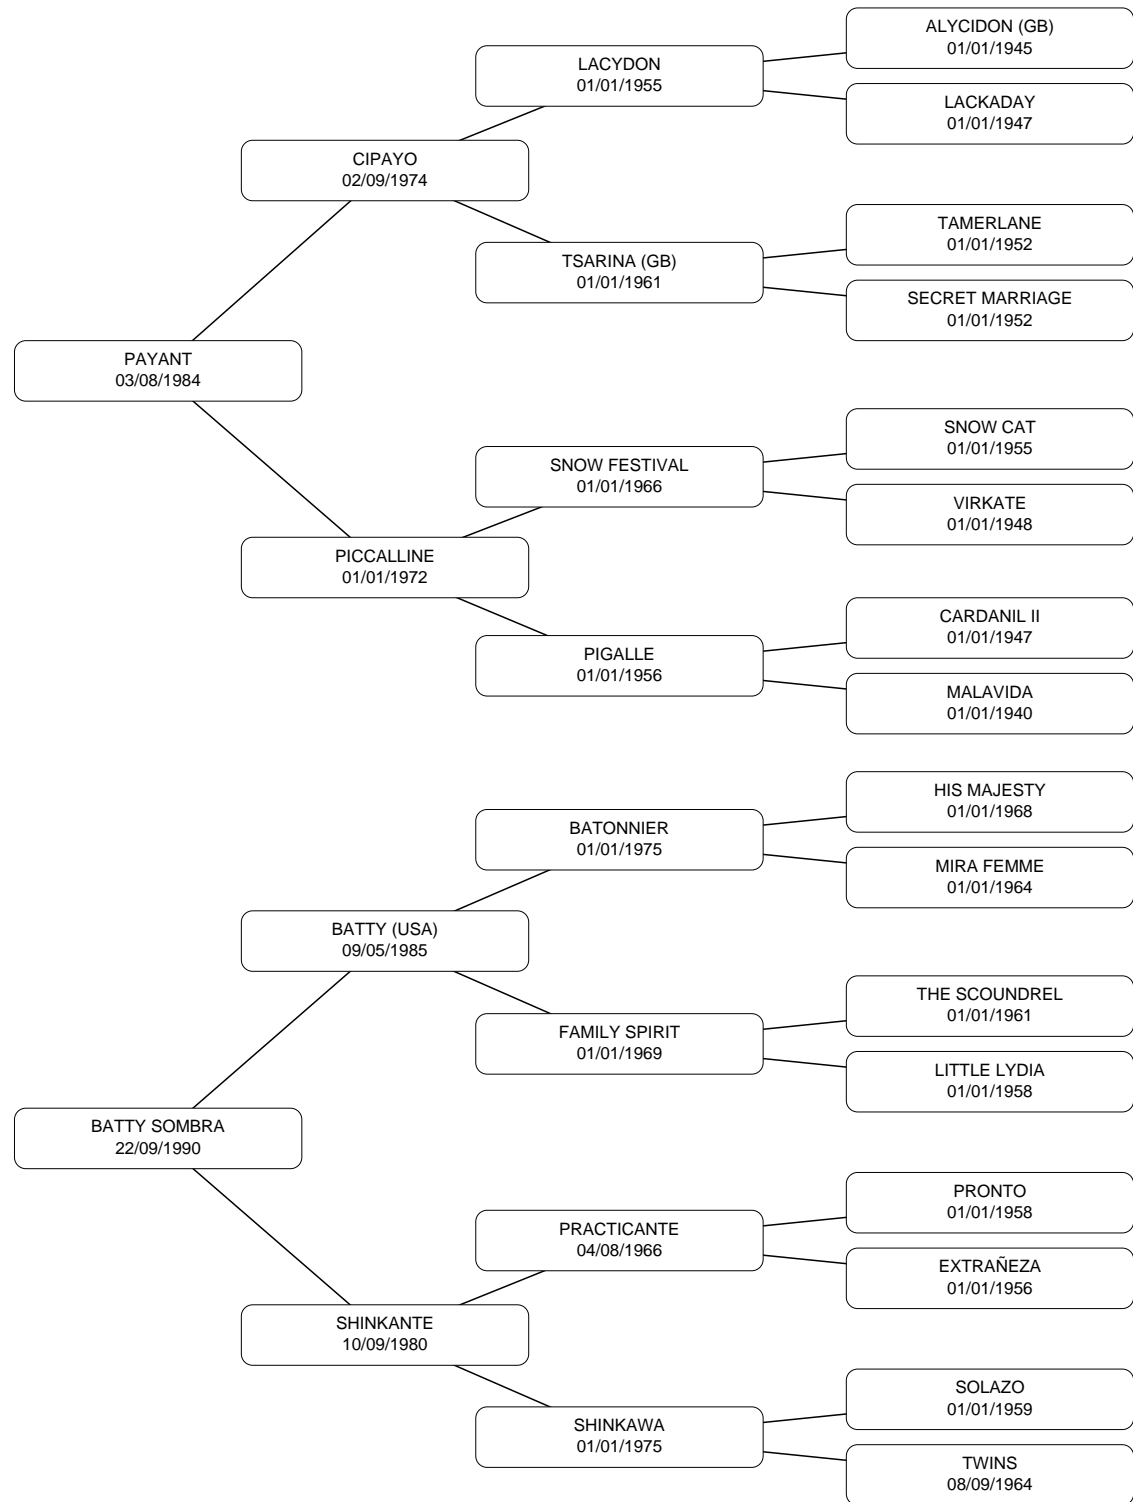 ALYCIDON (GB)
01/01/1945
LACYDON
01/01/1955
LACKADAY
01/01/1947
CIPAYO
02/09/1974
TAMERLANE
01/01/1952
TSARINA (GB)
01/01/1961
SECRET MARRIAGE
01/01/1952
PAYANT
03/08/1984
SNOW CAT
01/01/1955
SNOW FESTIVAL
01/01/1966
VIRKATE
01/01/1948
PICCALLINE
01/01/1972
CARDANIL II
01/01/1947
PIGALLE
01/01/1956
MALAVIDA
01/01/1940
HIS MAJESTY
01/01/1968
BATONNIER
01/01/1975
MIRA FEMME
01/01/1964
BATTY (USA)
09/05/1985
THE SCOUNDREL
01/01/1961
FAMILY SPIRIT
01/01/1969
LITTLE LYDIA
01/01/1958
BATTY SOMBRA
22/09/1990
PRONTO
01/01/1958
PRACTICANTE
04/08/1966
EXTRAÑEZA
01/01/1956
SHINKANTE
10/09/1980
SOLAZO
01/01/1959
SHINKAWA
01/01/1975
TWINS
08/09/1964